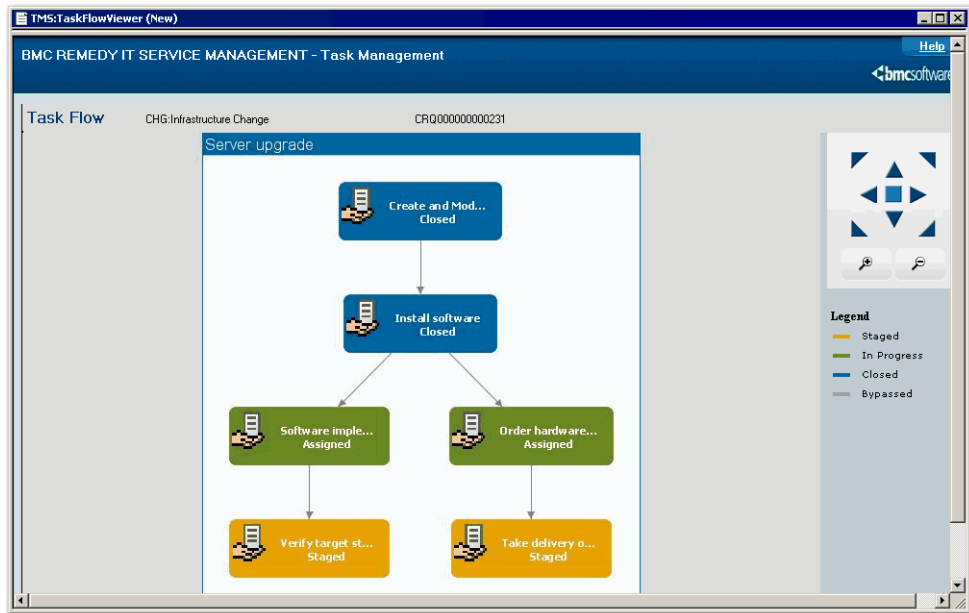 TMS:TaskFlowViewer (New)
BMC REMEDY IT SERVICE MANAGEMENT - Task Management
Help
bmcsoftware
Task Flow
CHG:Infrastructure Change
CRQ000000000231
Server upgrade
Create and Mod...
Closed
Install software
Closed
Software imple...
Assigned
Order hardware...
Assigned
Verify target st...
Staged
Take delivery o...
Staged
Legend
Staged
In Progress
Closed
Bypassed